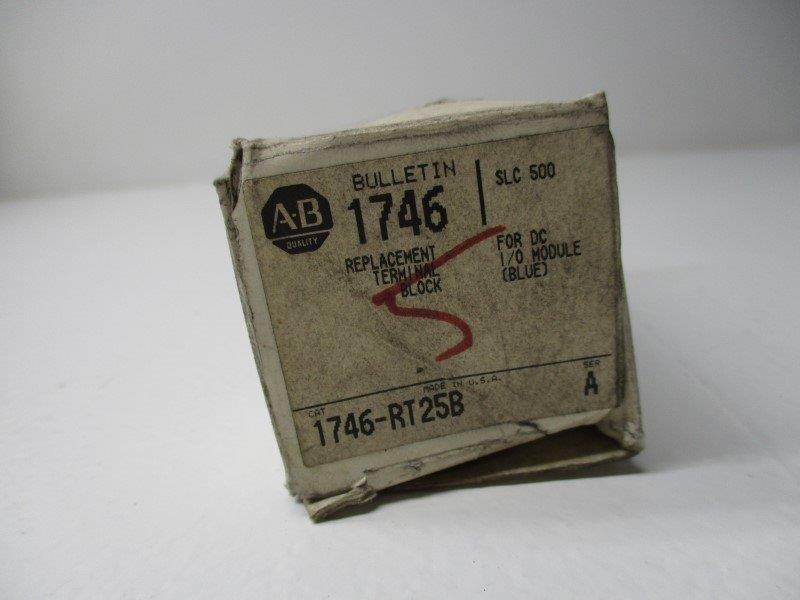 A-B
QUALITY
BULLETIN
1746
REPLACEMENT
TERMINAL
BLOCK
SLC 500
FOR DC
I/O MODULE
(BLUE)
5
MADE IN U.S.A.
CAT
1746-RT25B
SER
A